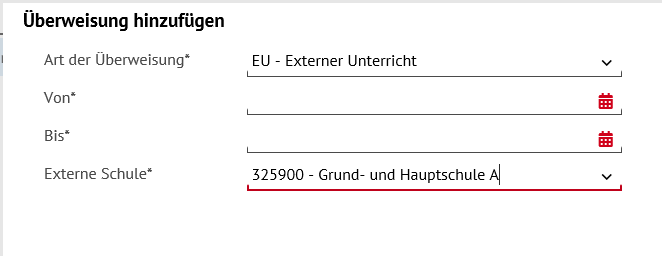 Überweisung hinzufügen
Art der Überweisung* EU - Externer Unterricht
Von*
Bis*
Externe Schule* 325900 - Grund- und Hauptschule A